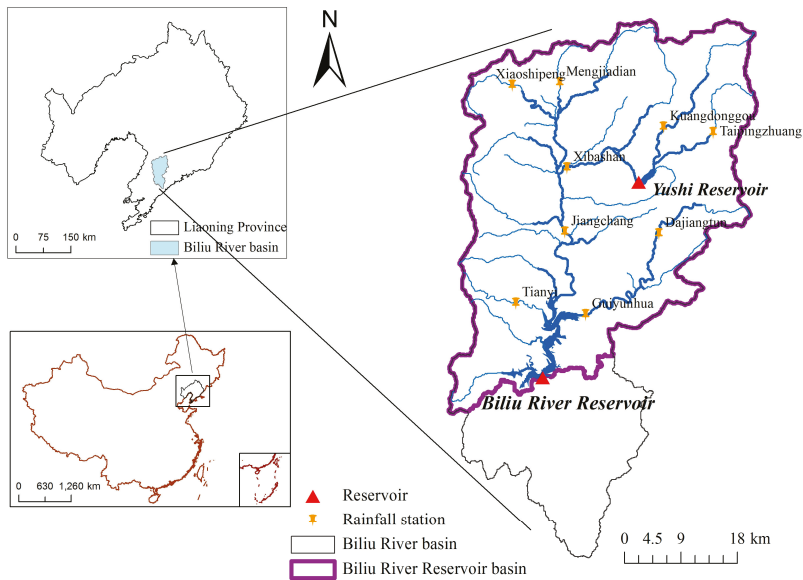 N
Liaoning Province
Biliu River basin
0 75 150 km
0 630 1,260 km
Xiaoshipeng
Mengjiadian
Kuangdonggou
Taipingzhuang
Xibashan
Yushi Reservoir
Jiangchang
Dajiangtun
Tianyi
Guiyunhua
Biliu River Reservoir
Reservoir
Rainfall station
Biliu River basin
Biliu River Reservoir basin
0 4.5 9 18 km